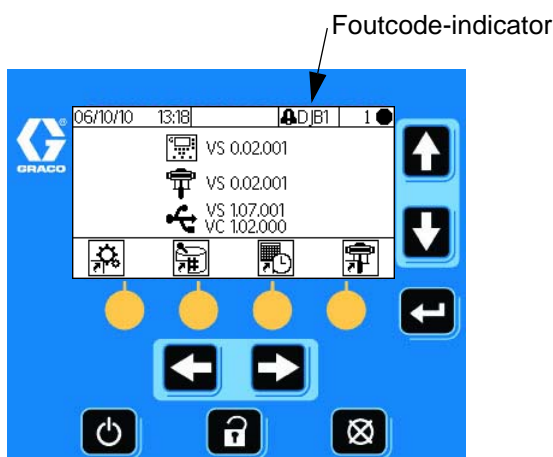 Foutcode-indicator
06/10/10 13:18 DJB1 1
GRACO
VS 0.02.001
VS 0.02.001
VS 1.07.001
VC 1.02.000